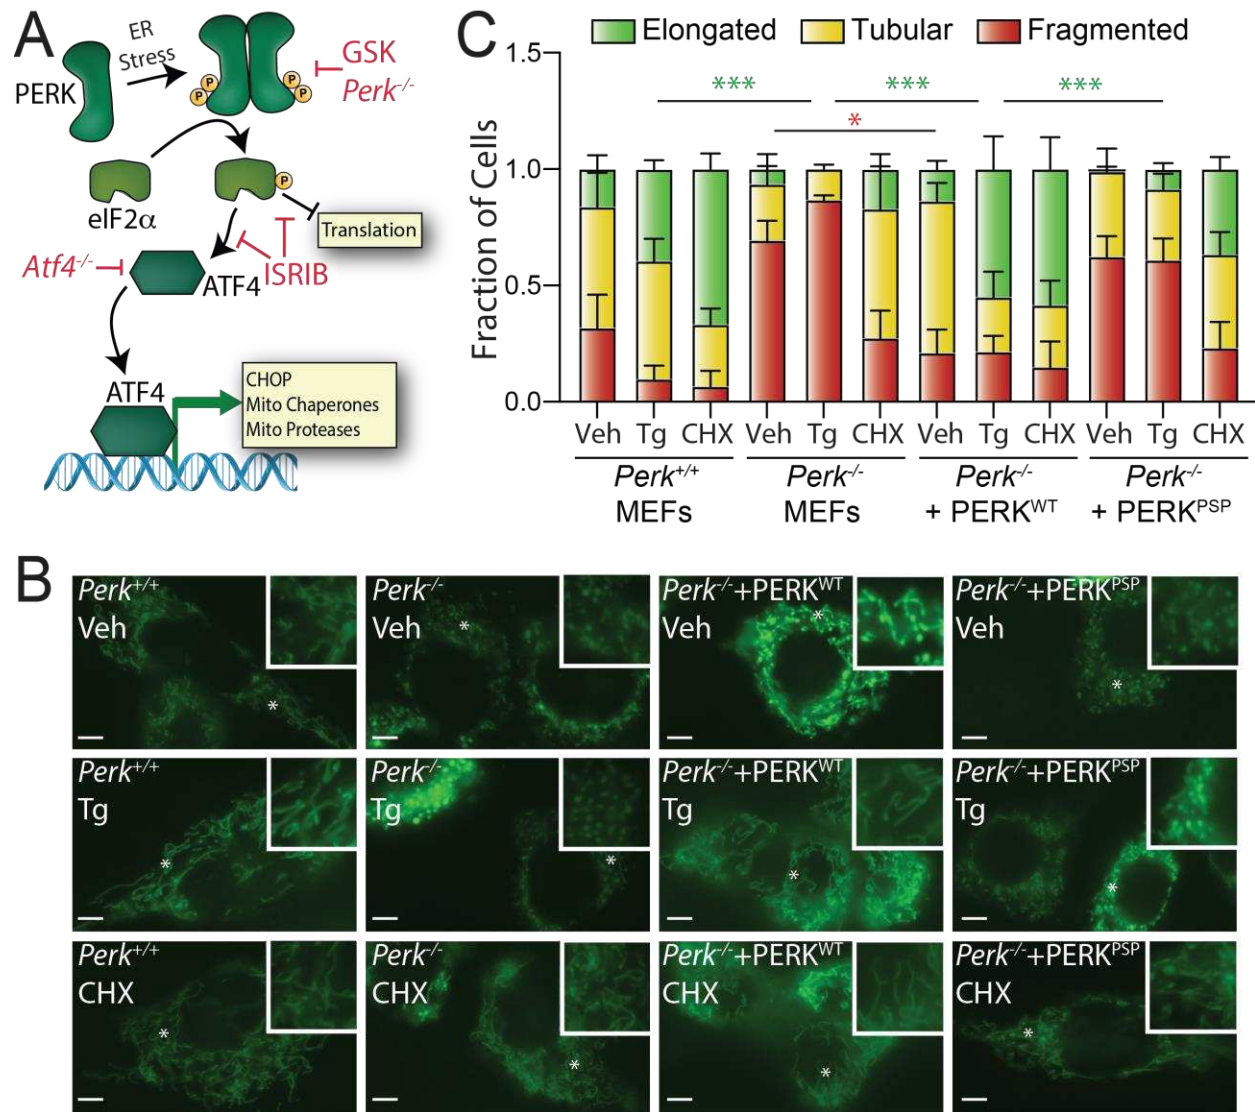 A
PERK
ER
Stress
P
P
P
P
GSK
Perk-/-
eIF2α
P
Translation
Atf4-/-
ATF4
ISRIB
ATF4
CHOP
Mito Chaperones
Mito Proteases
C
Elongated Tubular Fragmented
Fraction of Cells
1.5
1.0
0.5
0.0
*** *** ***
*
Veh Tg CHX Veh Tg CHX Veh Tg CHX Veh Tg CHX
Perk+/+ Perk-/- Perk-/- Perk-/-
MEFs MEFs + PERKWT + PERKPSP
B
Perk+/+
Veh
*
Perk-/-
Veh
*
Perk-/-+PERKWT
Veh
*
Perk-/-+PERKPSP
Veh
*
Perk+/+
Tg
*
Perk-/-
Tg
*
Perk-/-+PERKWT
Tg
*
Perk-/-+PERKPSP
Tg
*
Perk+/+
CHX
*
Perk-/-
CHX
*
Perk-/-+PERKWT
CHX
*
Perk-/-+PERKPSP
CHX
*